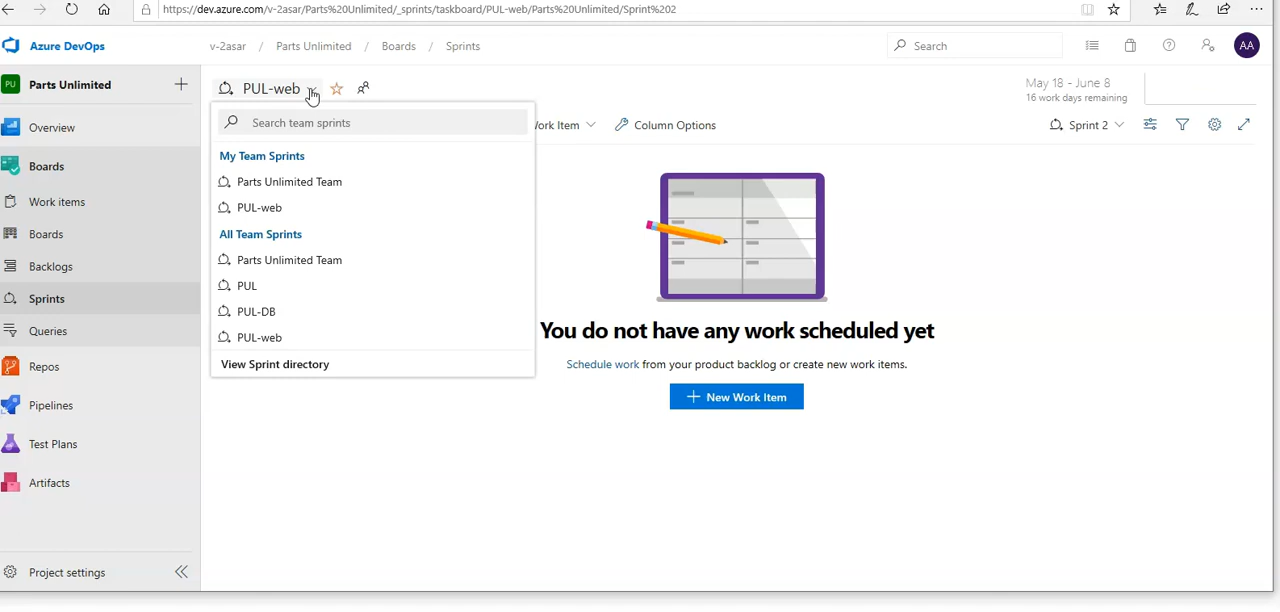 https://dev.azure.com/v-2asar/Parts%20Unlimited/_sprints/taskboard/PUL-web/Parts%20Unlimited/Sprint%202
Azure DevOps
v-2asar / Parts Unlimited / Boards / Sprints
Search
AA
PU Parts Unlimited
PUL-web
May 18 - June 8
16 work days remaining
Search team sprints
Work Item
Column Options
Sprint 2
Overview
Boards
Work items
Boards
Backlogs
Sprints
Queries
Repos
Pipelines
Test Plans
Artifacts
Project settings
My Team Sprints
Parts Unlimited Team
PUL-web
All Team Sprints
Parts Unlimited Team
PUL
PUL-DB
PUL-web
View Sprint directory
You do not have any work scheduled yet
Schedule work from your product backlog or create new work items.
New Work Item